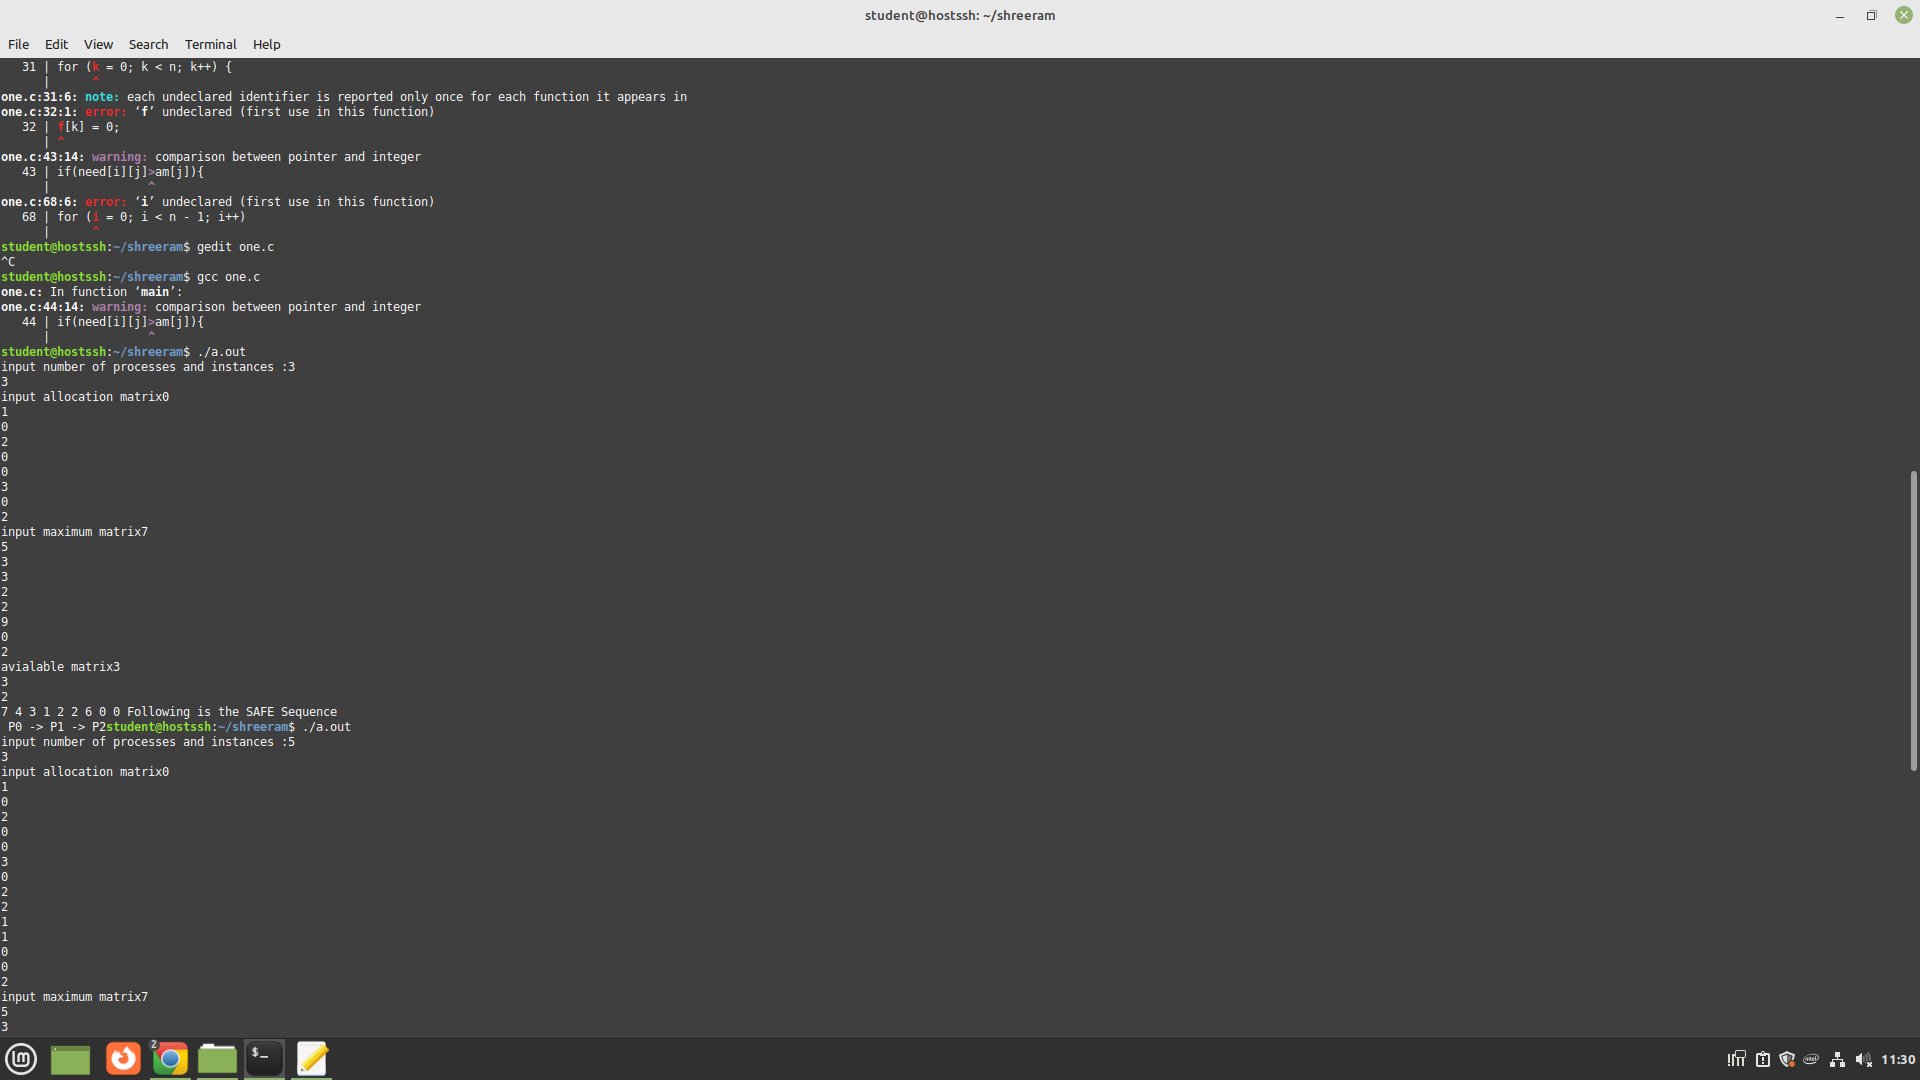 student@hostssh: ~/shreeram
File Edit View Search Terminal Help
31 | for (k = 0; k < n; k++) {
| ^
one.c:31:6: note: each undeclared identifier is reported only once for each function it appears in
one.c:32:1: error: ‘f’ undeclared (first use in this function)
32 | f[k] = 0;
| ^
one.c:43:14: warning: comparison between pointer and integer
43 | if(need[i][j]>am[j]){
| ^
one.c:68:6: error: ‘i’ undeclared (first use in this function)
68 | for (i = 0; i < n - 1; i++)
| ^
student@hostssh:~/shreeram$ gedit one.c
^C
student@hostssh:~/shreeram$ gcc one.c
one.c: In function ‘main’:
one.c:44:14: warning: comparison between pointer and integer
44 | if(need[i][j]>am[j]){
| ^
student@hostssh:~/shreeram$ ./a.out
input number of processes and instances :3
3
input allocation matrix0
1
0
2
0
0
3
0
2
input maximum matrix7
5
3
3
2
2
9
0
2
avialable matrix3
3
2
7 4 3 1 2 2 6 0 0 Following is the SAFE Sequence
P0 -> P1 -> P2student@hostssh:~/shreeram$ ./a.out
input number of processes and instances :5
3
input allocation matrix0
1
0
2
0
0
3
0
2
2
1
1
0
0
2
input maximum matrix7
5
3
2
$_
11:30